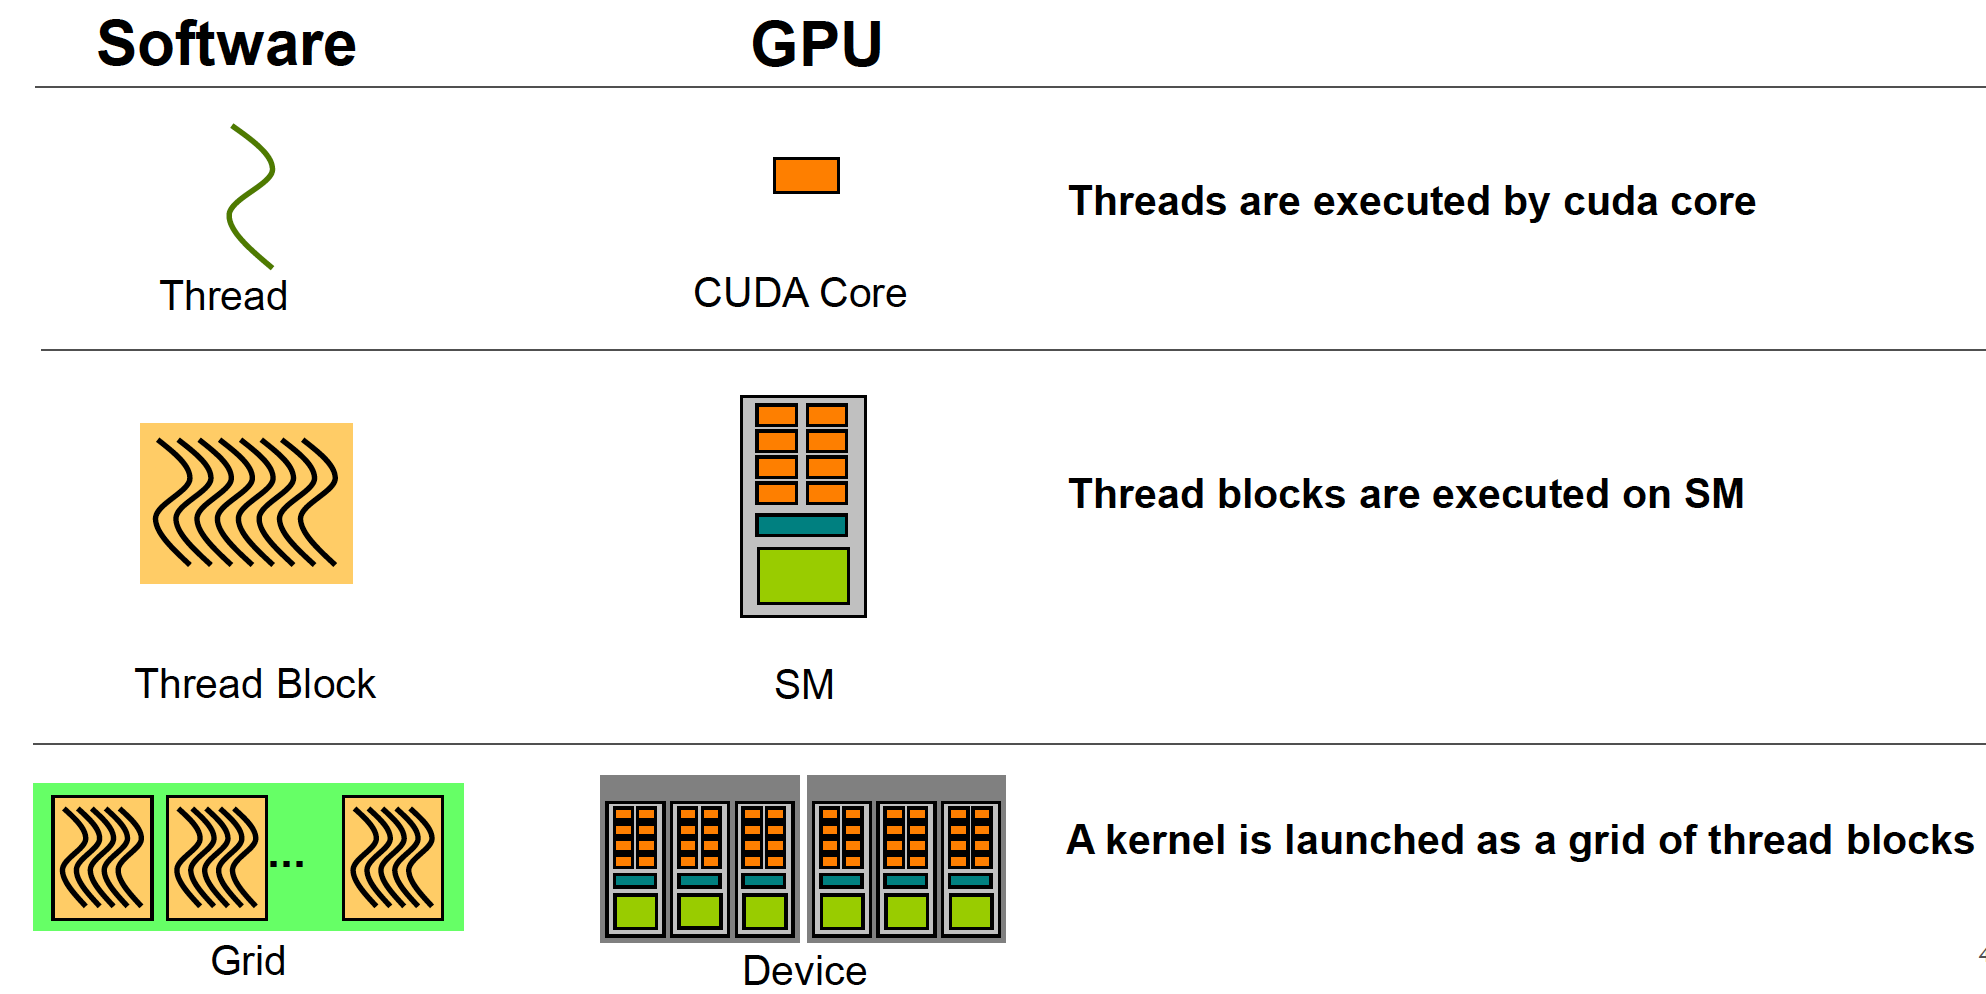 Software
GPU
Thread
CUDA Core
Threads are executed by cuda core
Thread Block
SM
Thread blocks are executed on SM
...
Grid
Device
A kernel is launched as a grid of thread blocks